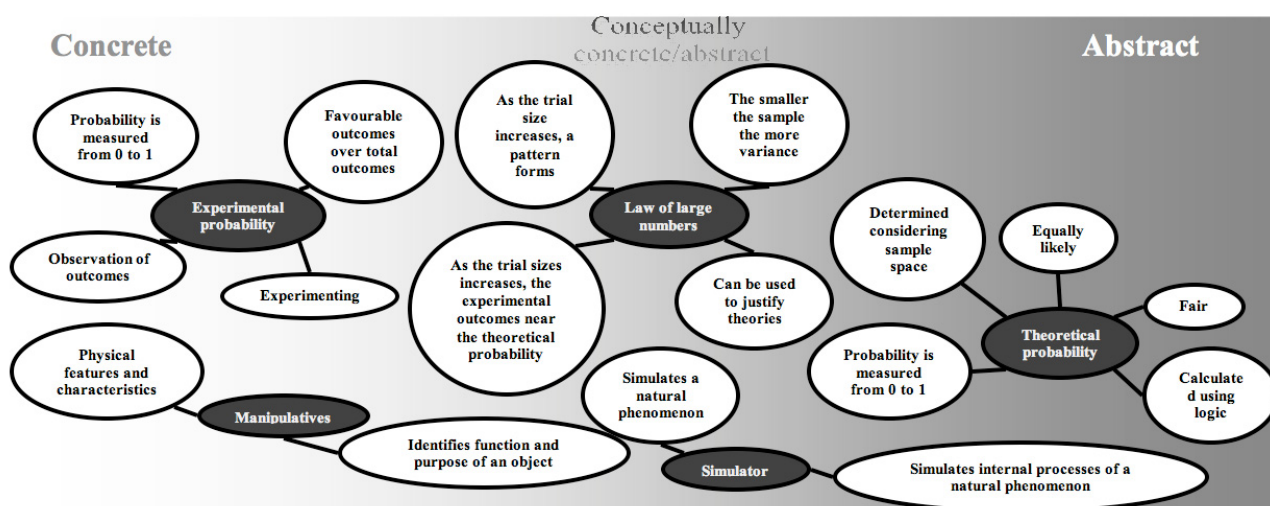 Concrete
Conceptually
concrete/abstract
Abstract
Probability is
measured
from 0 to 1
Favourable
outcomes
over total
outcomes
Experimental
probability
Observation of
outcomes
Experimenting
As the trial
size
increases, a
pattern
forms
The smaller
the sample
the more
variance
Law of large
numbers
As the trial sizes
increases, the
experimental
outcomes near
the theoretical
probability
Can be used
to justify
theories
Determined
considering
sample
space
Equally
likely
Fair
Theoretical
probability
Probability is
measured
from 0 to 1
Calculate
d using
logic
Physical
features and
characteristics
Manipulatives
Identifies function and
purpose of an object
Simulates a
natural
phenomenon
Simulator
Simulates internal processes of a
natural phenomenon